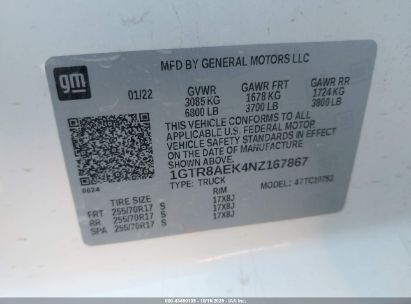 MFD BY GENERAL MOTORS LLC
gm
01/22
GVWR GAWR FRT GAWR RR
3085 KG 1678 KG 1724 KG
6800 LB 3700 LB 3800 LB
THIS VEHICLE CONFORMS TO ALL
APPLICABLE U.S. FEDERAL MOTOR
VEHICLE SAFETY STANDARDS IN EFFECT
ON THE DATE OF MANUFACTURE
SHOWN ABOVE.
1GTR8AEK4NZ167867
TYPE: TRUCK MODEL:
8624
TIRE SIZE RIM
FRT 255/70R17 S 17X8J
RR 255/70R17 S 17X8J
SPA 255/70R17 S 17X8J